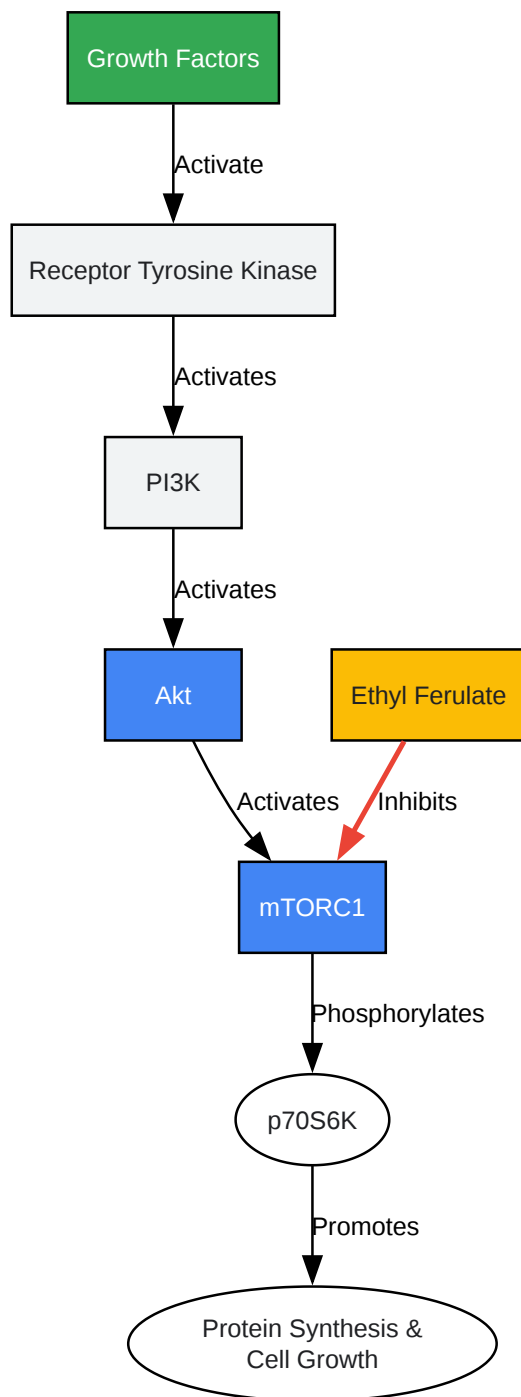 Growth Factors
Activate
Receptor Tyrosine Kinase
Activates
PI3K
Activates
Akt
Ethyl Ferulate
Activates
Inhibits
mTORC1
Phosphorylates
p70S6K
Promotes
Protein Synthesis &
Cell Growth